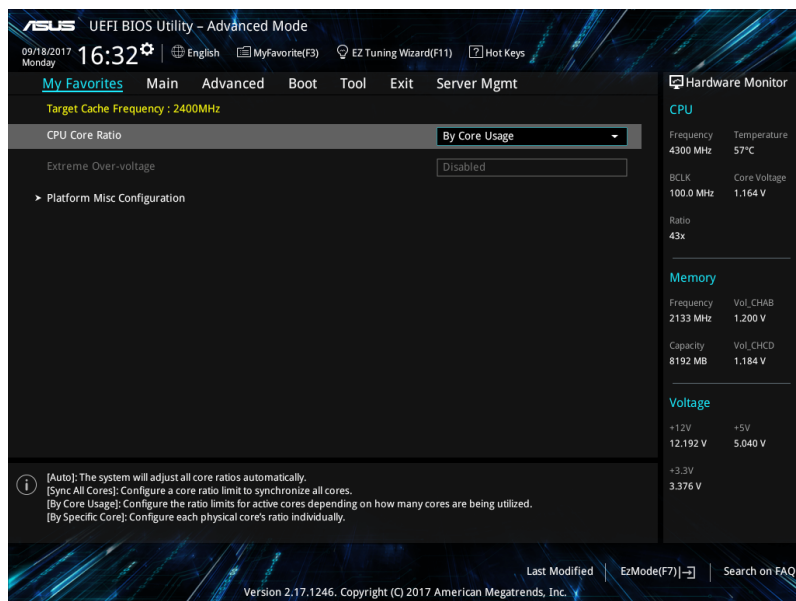 ASUS UEFI BIOS Utility – Advanced Mode
09/18/2017 Monday 16:32 English MyFavorite(F3) EZ Tuning Wizard(F11) ? Hot Keys
My Favorites Main Advanced Boot Tool Exit Server Mgmt
Target Cache Frequency : 2400MHz
CPU Core Ratio By Core Usage
Extreme Over-voltage Disabled
Platform Misc Configuration
Hardware Monitor
CPU
Frequency Temperature
4300 MHz 57°C
BCLK Core Voltage
100.0 MHz 1.164 V
Ratio
43x
Memory
Frequency Vol_CHAB
2133 MHz 1.200 V
Capacity Vol_CHCD
8192 MB 1.184 V
Voltage
+12V +5V
12.192 V 5.040 V
+3.3V
3.376 V
[Auto]: The system will adjust all core ratios automatically.
[Sync All Cores]: Configure a core ratio limit to synchronize all cores.
[By Core Usage]: Configure the ratio limits for active cores depending on how many cores are being utilized.
[By Specific Core]: Configure each physical core's ratio individually.
Last Modified EzMode(F7) Search on FAQ
Version 2.17.1246. Copyright (C) 2017 American Megatrends, Inc.